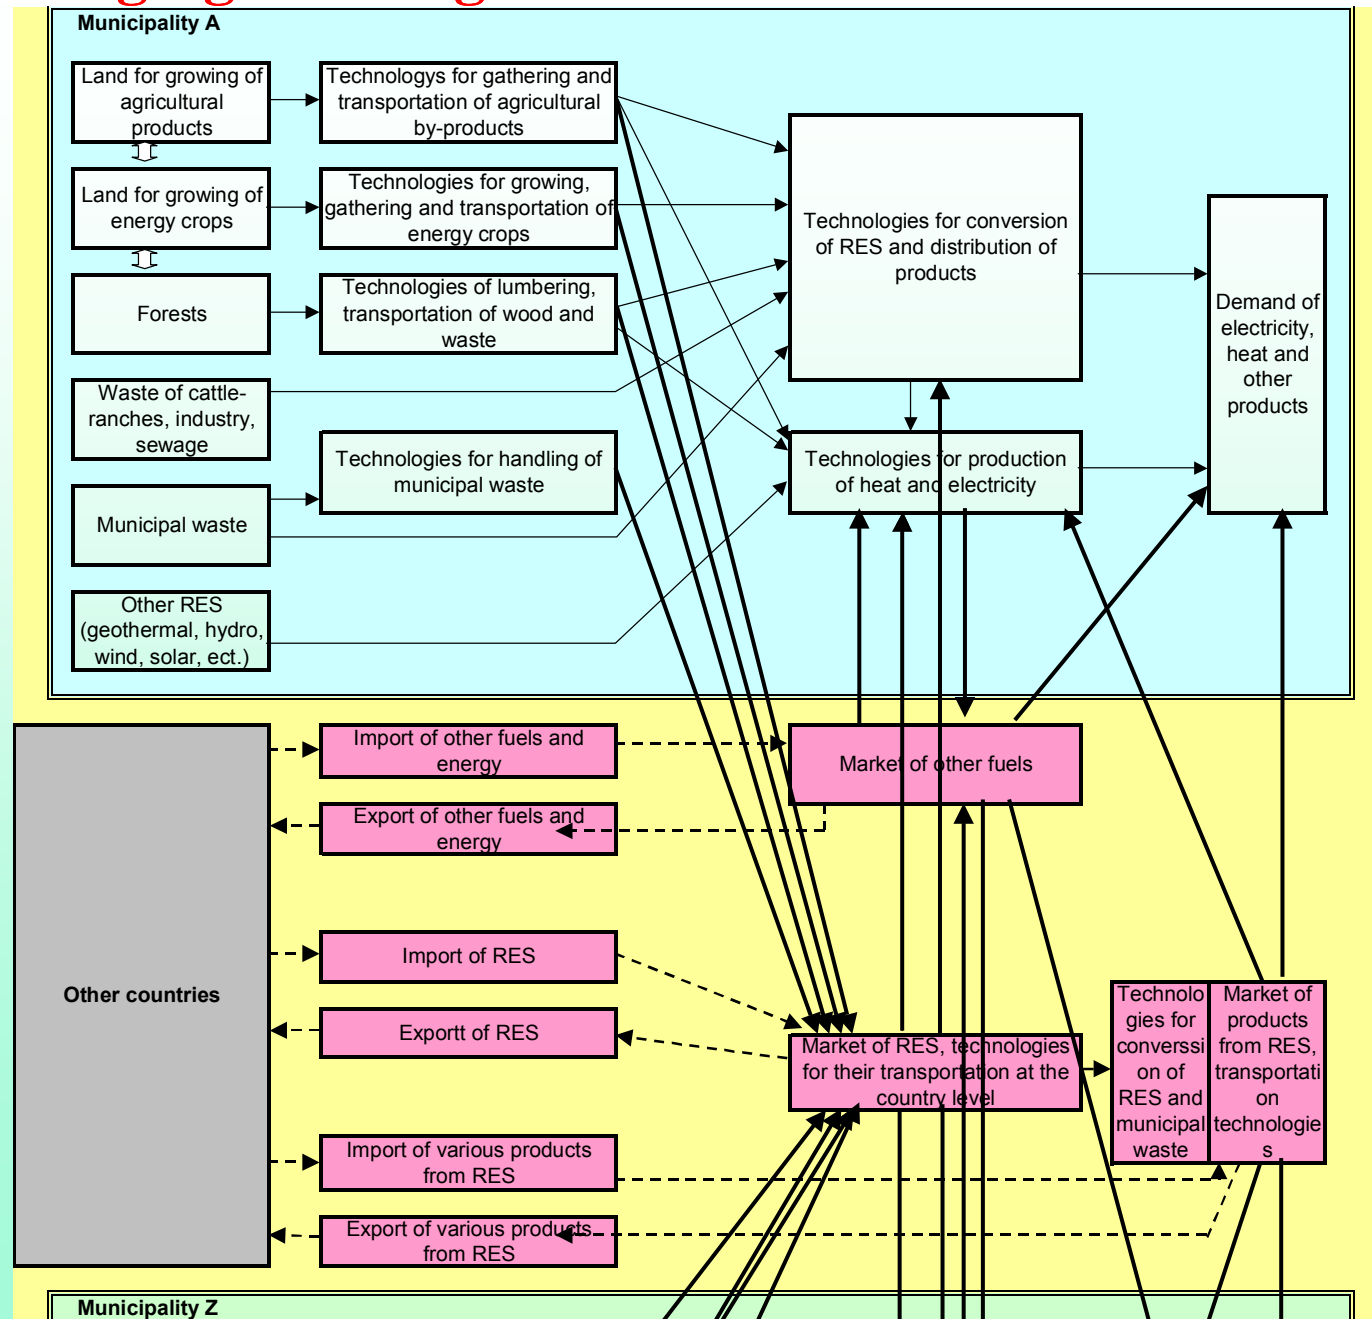 Municipality A
Land for growing of
agricultural
products
Technologys for gathering and
transportation of agricultural
by-products
Land for growing of
energy crops
Technologies for growing,
gathering and transportation of
energy crops
Technologies for conversion
of RES and distribution of
products
Forests
Technologies of lumbering,
transportation of wood and
waste
Demand of
electricity,
heat and
other
products
Waste of cattle-
ranches, industry,
sewage
Technologies for handling of
municipal waste
Technologies for production
of heat and electricity
Municipal waste
Other RES
(geothermal, hydro,
wind, solar, ect.)
Other countries
Import of other fuels and
energy
Market of other fuels
Export of other fuels and
energy
Import of RES
Exportt of RES
Market of RES, technologies
for their transportation at the
country level
Technolo
gies for
converssi
on of
RES and
municipal
waste
Market of
products
from RES,
transportati
on
technologie
s
Import of various products
from RES
Export of various products
from RES
Municipality Z